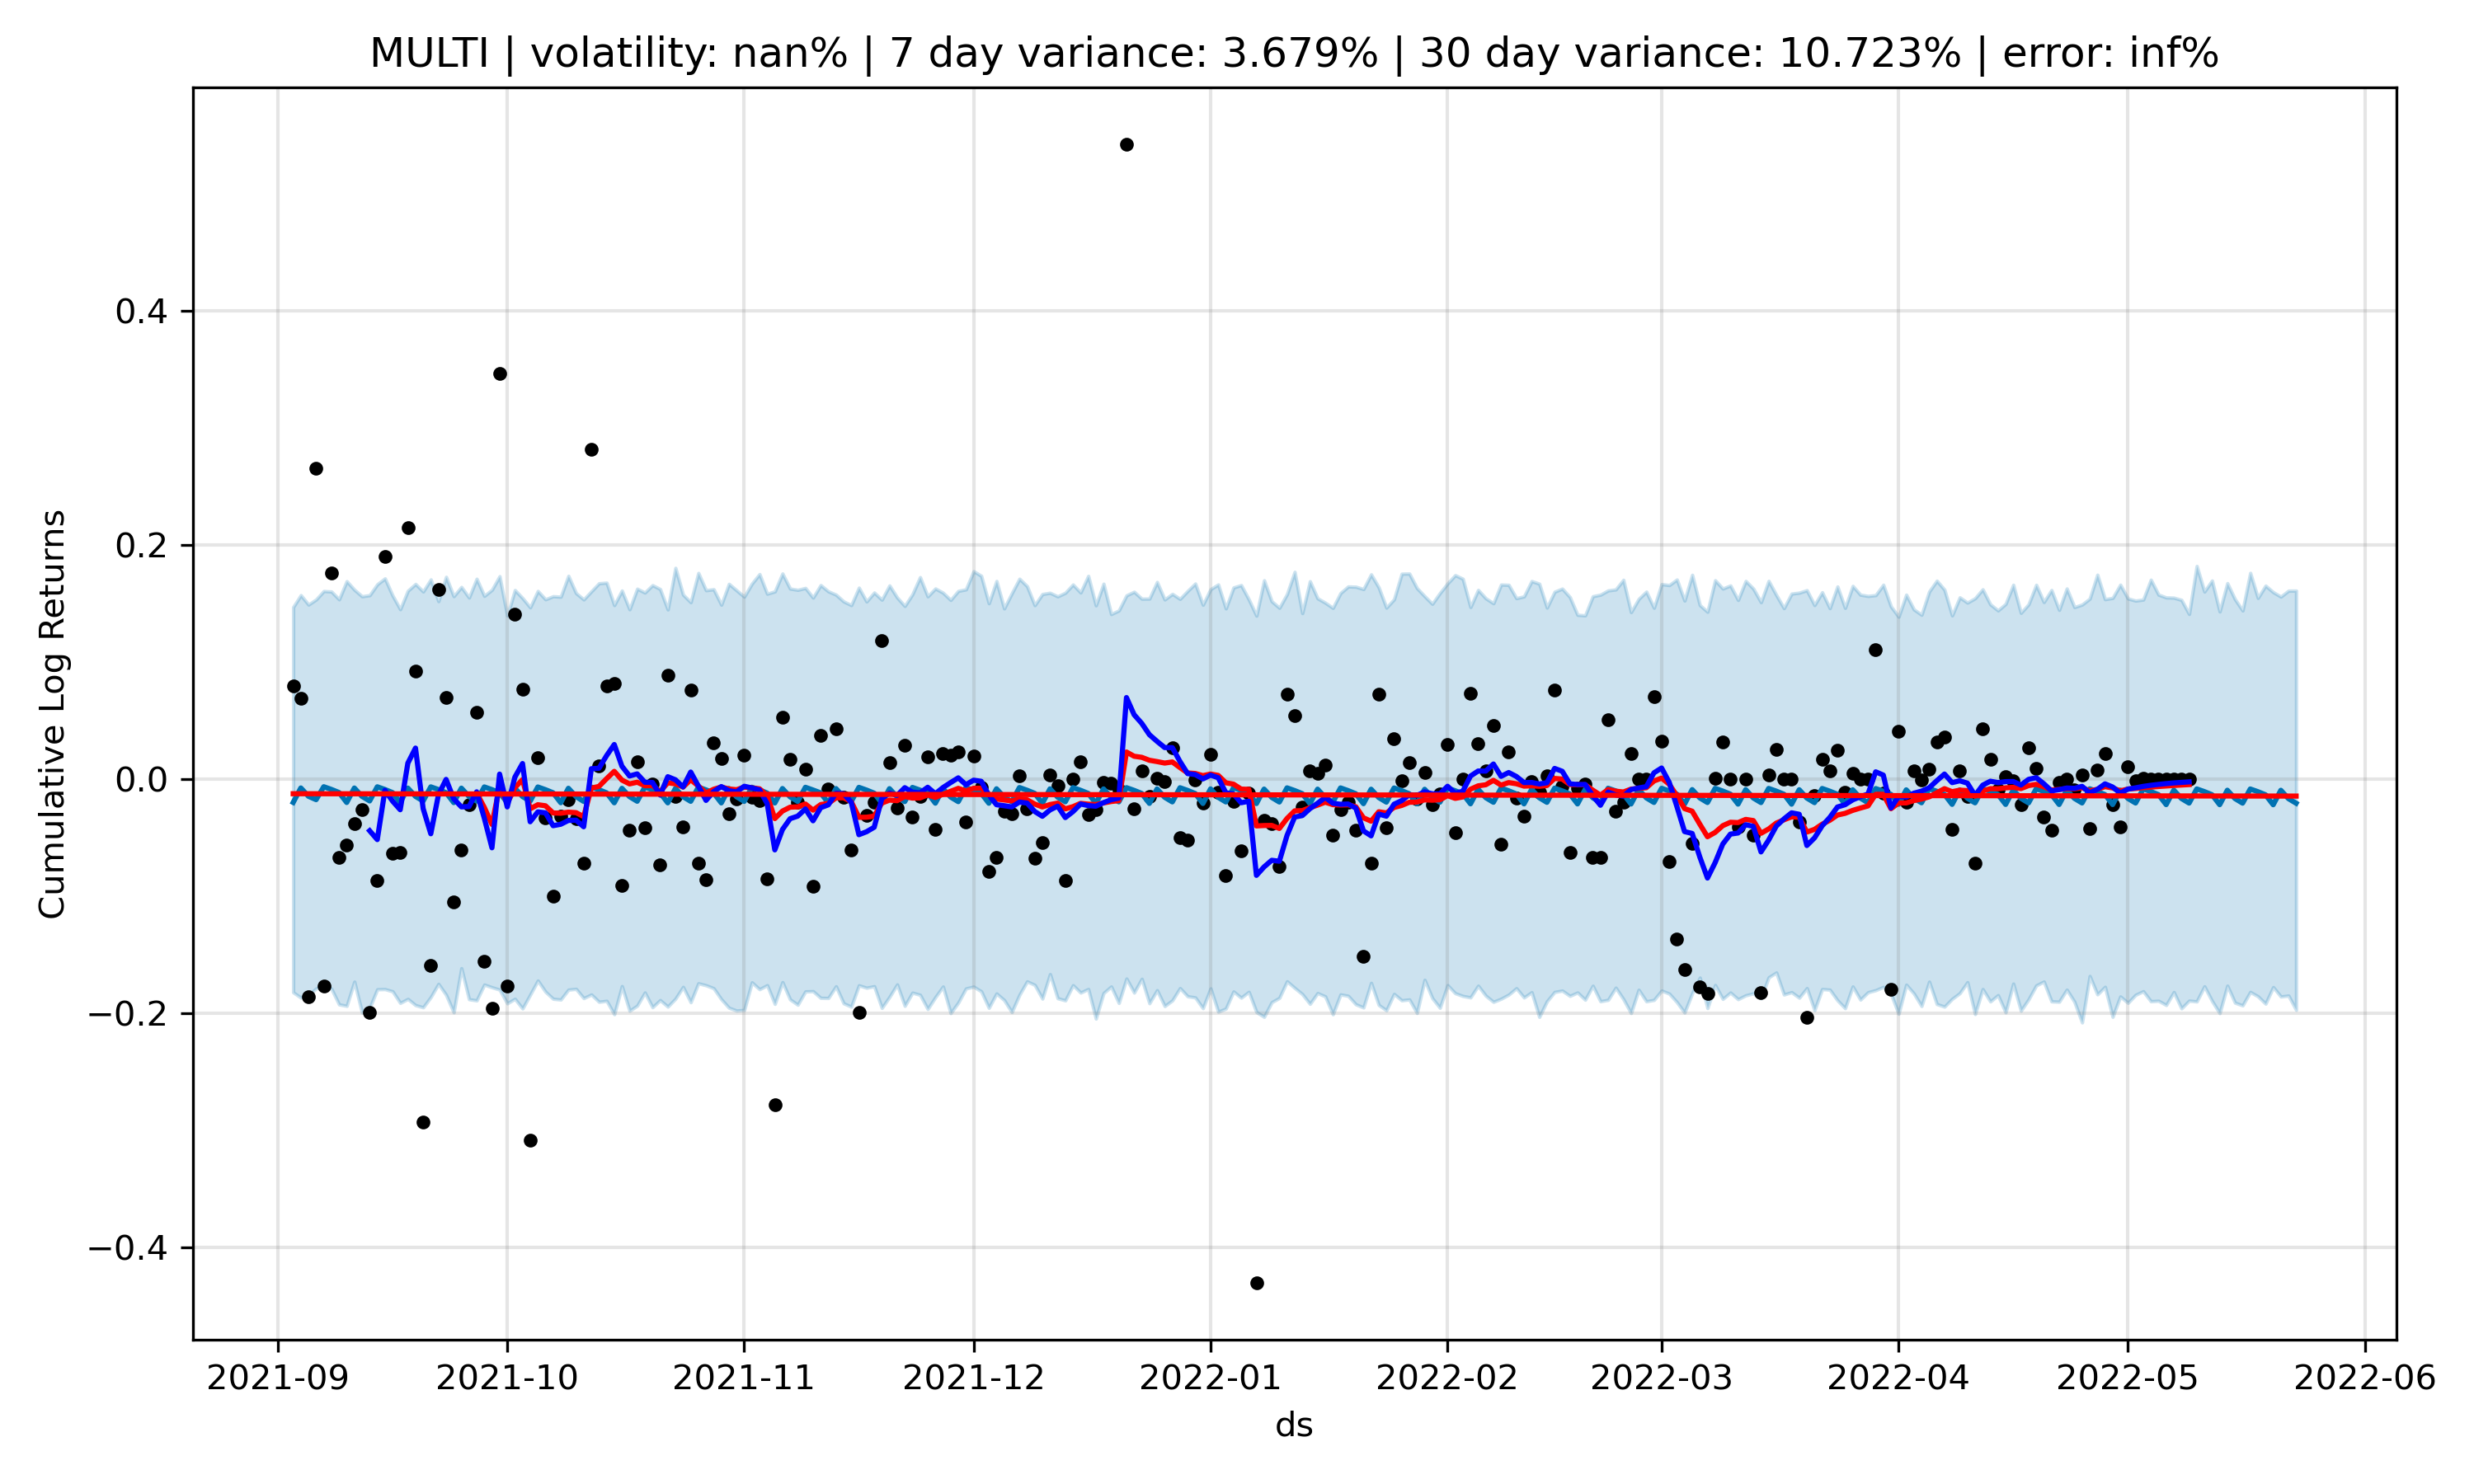 MULTI | volatility: nan% | 7 day variance: 3.679% | 30 day variance: 10.723% | error: inf%
Cumulative Log Returns
0.4
0.2
0.0
−0.2
−0.4
2021-09 2021-10 2021-11 2021-12 2022-01 2022-02 2022-03 2022-04 2022-05 2022-06
ds